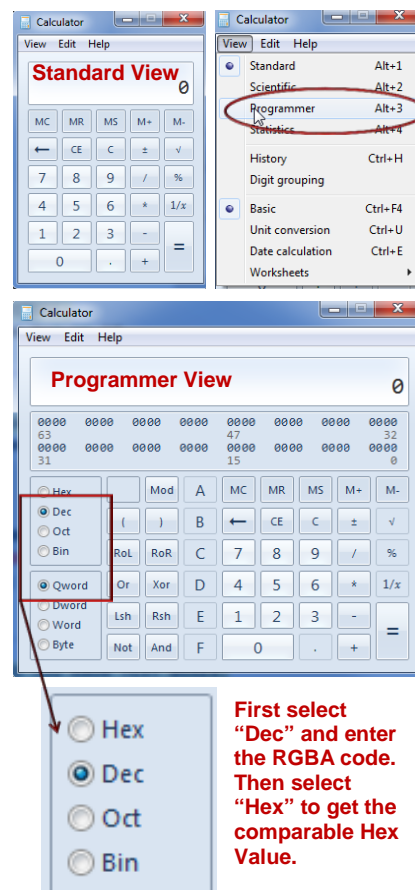 Calculator
View Edit Help
Standard View
0
MC MR MS M+ M-
← CE C ± √
7 8 9 / %
4 5 6 * 1/x
1 2 3 - =
0 . +
Calculator
View Edit Help
Standard Alt+1
Scientific Alt+2
Programmer Alt+3
Statistics Alt+4
History Ctrl+H
Digit grouping
Basic Ctrl+F4
Unit conversion Ctrl+U
Date calculation Ctrl+E
Worksheets
Calculator
View Edit Help
Programmer View
0
0000 0000 0000 0000 0000 0000 0000 0000
63 47 32
0000 0000 0000 0000 0000 0000 0000 0000
31 15 0
Hex Mod A MC MR MS M+ M-
Dec ( ) B ← CE C ± √
Oct
Bin RoL RoR C 7 8 9 / %
Qword Or Xor D 4 5 6 * 1/x
Dword Lsh Rsh E 1 2 3 - =
Word
Byte Not And F 0 . +
Hex
Dec
Oct
Bin
First select
“Dec” and enter
the RGBA code.
Then select
“Hex” to get the
comparable Hex
Value.